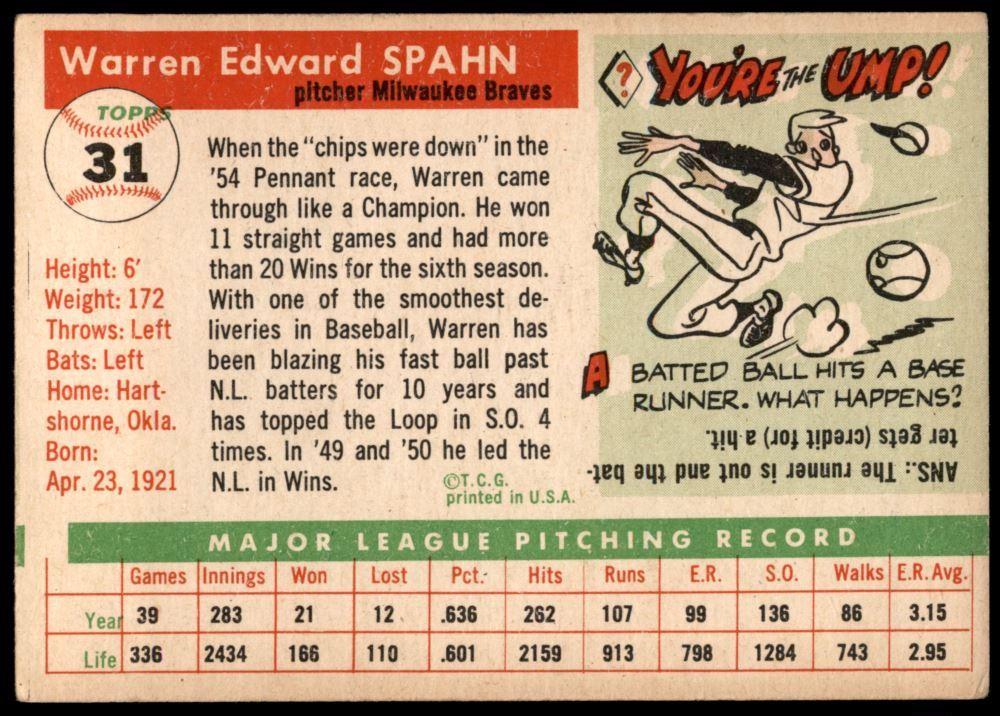 Warren Edward SPAHN
pitcher Milwaukee Braves
TOPPS
31
Height: 6'
Weight: 172
Throws: Left
Bats: Left
Home: Hart-
shorne, Okla.
Born:
Apr. 23, 1921
When the "chips were down" in the
'54 Pennant race, Warren came
through like a Champion. He won
11 straight games and had more
than 20 Wins for the sixth season.
With one of the smoothest de-
liveries in Baseball, Warren has
been blazing his fast ball past
N.L. batters for 10 years and
has topped the Loop in S.O. 4
times. In '49 and '50 he led the
N.L. in Wins.
©T.C.G.
printed in U.S.A.
? YOU'RE THE UMP!
A BATTED BALL HITS A BASE
RUNNER. WHAT HAPPENS?
ANS.: The runner is out and the bat-
ter gets (credit for) a hit.
MAJOR LEAGUE PITCHING RECORD
Games Innings Won Lost Pct. Hits Runs E.R. S.O. Walks E.R. Avg.
Year 39 283 21 12 .636 262 107 99 136 86 3.15
Life 336 2434 166 110 .601 2159 913 798 1284 743 2.95